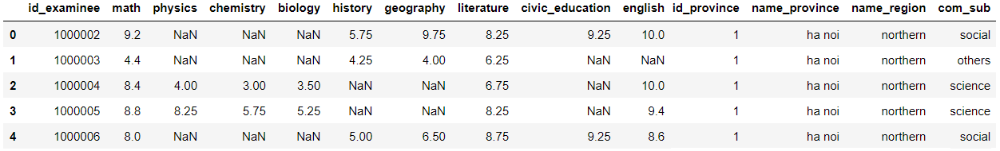 id_examinee math physics chemistry biology history geography literature civic_education english id_province name_province name_region com_sub
0 1000002 9.2 NaN NaN NaN 5.75 9.75 8.25 9.25 10.0 1 ha noi northern social
1 1000003 4.4 NaN NaN NaN 4.25 4.00 6.25 NaN NaN 1 ha noi northern others
2 1000004 8.4 4.00 3.00 3.50 NaN NaN 6.75 NaN 10.0 1 ha noi northern science
3 1000005 8.8 8.25 5.75 5.25 NaN NaN 8.25 NaN 9.4 1 ha noi northern science
4 1000006 8.0 NaN NaN NaN 5.00 6.50 8.75 9.25 8.6 1 ha noi northern social